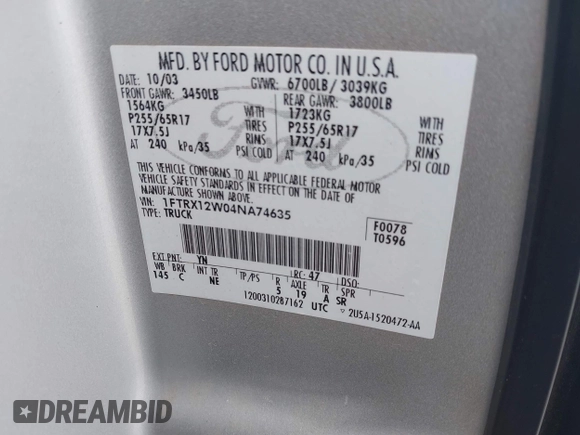 MFD. BY FORD MOTOR CO. IN U.S.A.
DATE: 10/03 GVWR: 6700LB/ 3039KG
FRONT GAWR: 3450LB REAR GAWR: 3800LB
1564KG WITH 1723KG WITH
P255/65R17 TIRES P255/65R17 TIRES
17X7.5J RIMS 17X7.5J RIMS
AT 240 kPa/35 PSI COLD AT 240 kPa/35 PSI COLD
THIS VEHICLE CONFORMS TO ALL APPLICABLE FEDERAL MOTOR
VEHICLE SAFETY STANDARDS IN EFFECT ON THE DATE OF
MANUFACTURE SHOWN ABOVE.
VIN: 1FTRX12W04NA74635
TYPE: TRUCK
F0078
T0596
Ford
EXT PNT: YN RC: 47 DSO:
WB BRK INT TR TP/PS R AXLE TR SPR
145 C NE 5 19 A SR
1200310287162 UTC ▽ 2U5A-1520472-AA
DREAMBID